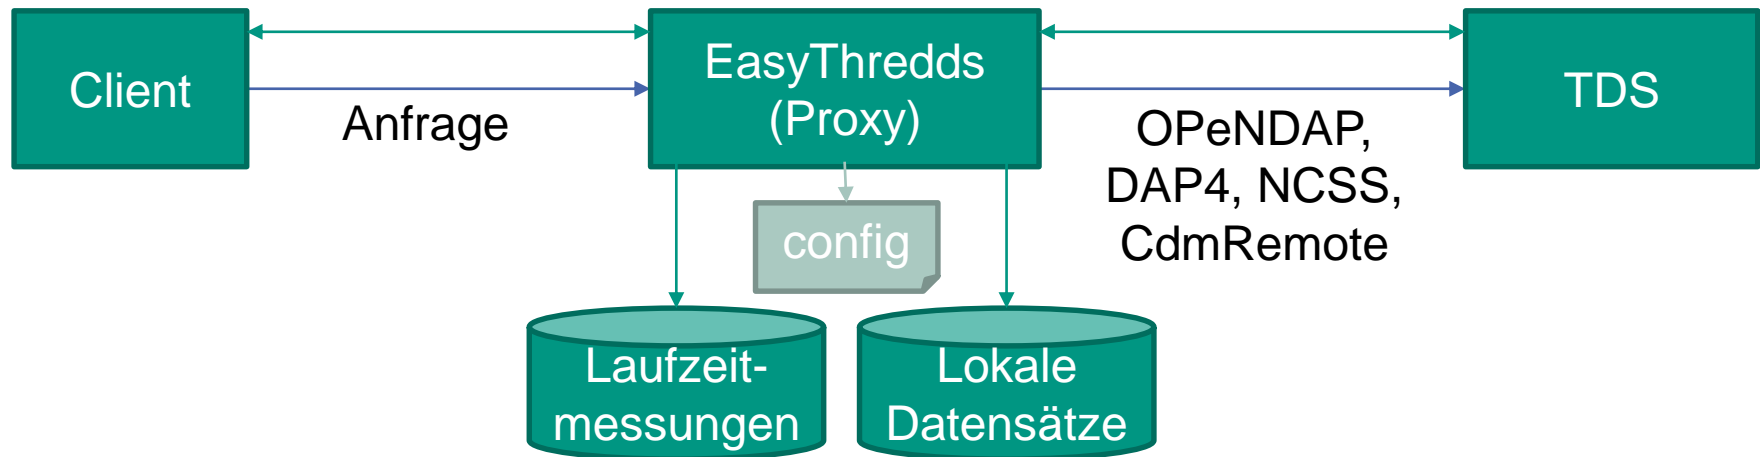 Client
Anfrage
EasyThredds
(Proxy)
OPeNDAP,
DAP4, NCSS,
CdmRemote
TDS
config
Laufzeit-
messungen
Lokale
Datensätze